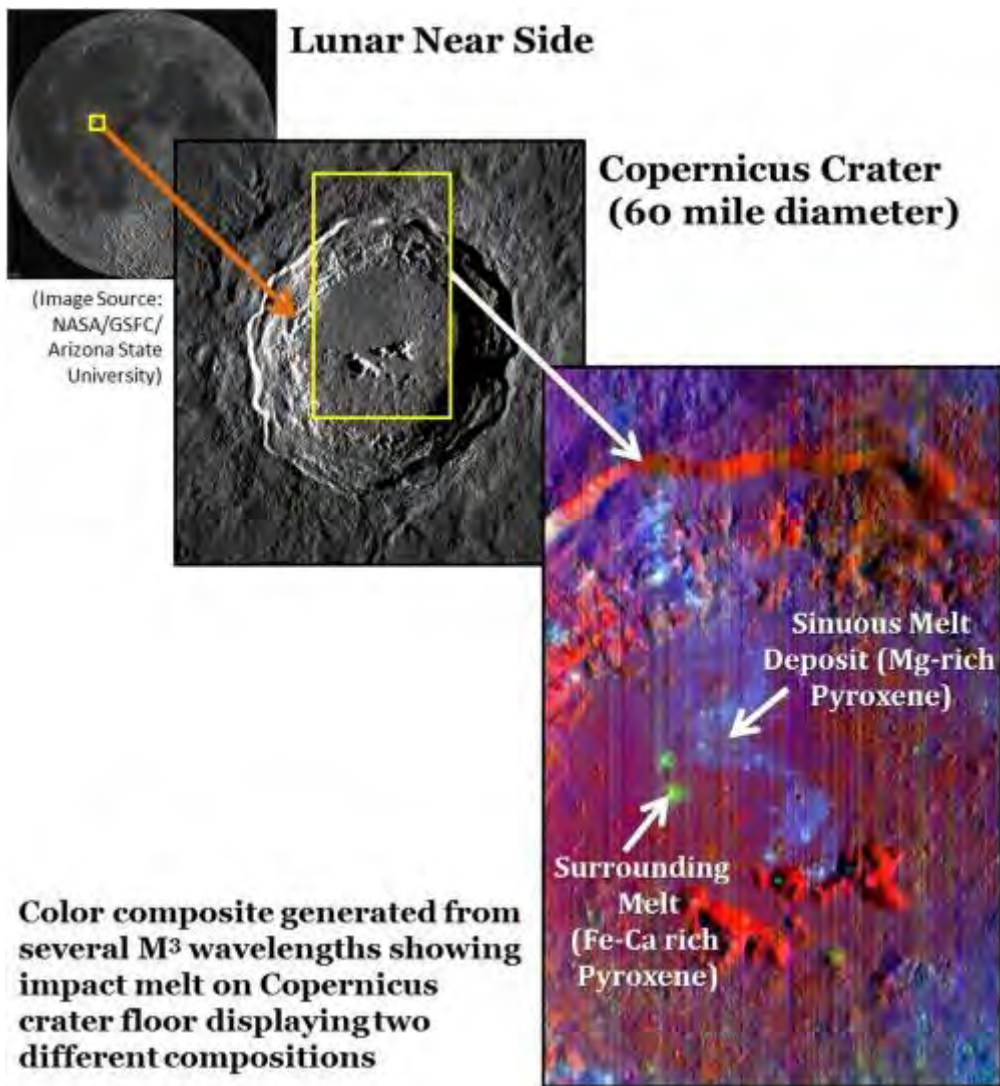 Lunar Near Side
Copernicus Crater
(60 mile diameter)
(Image Source:
NASA/GSFC/
Arizona State
University)
Sinuous Melt
Deposit (Mg-rich
Pyroxene)
Surrounding
Melt
(Fe-Ca rich
Pyroxene)
Color composite generated from
several M³ wavelengths showing
impact melt on Copernicus
crater floor displaying two
different compositions